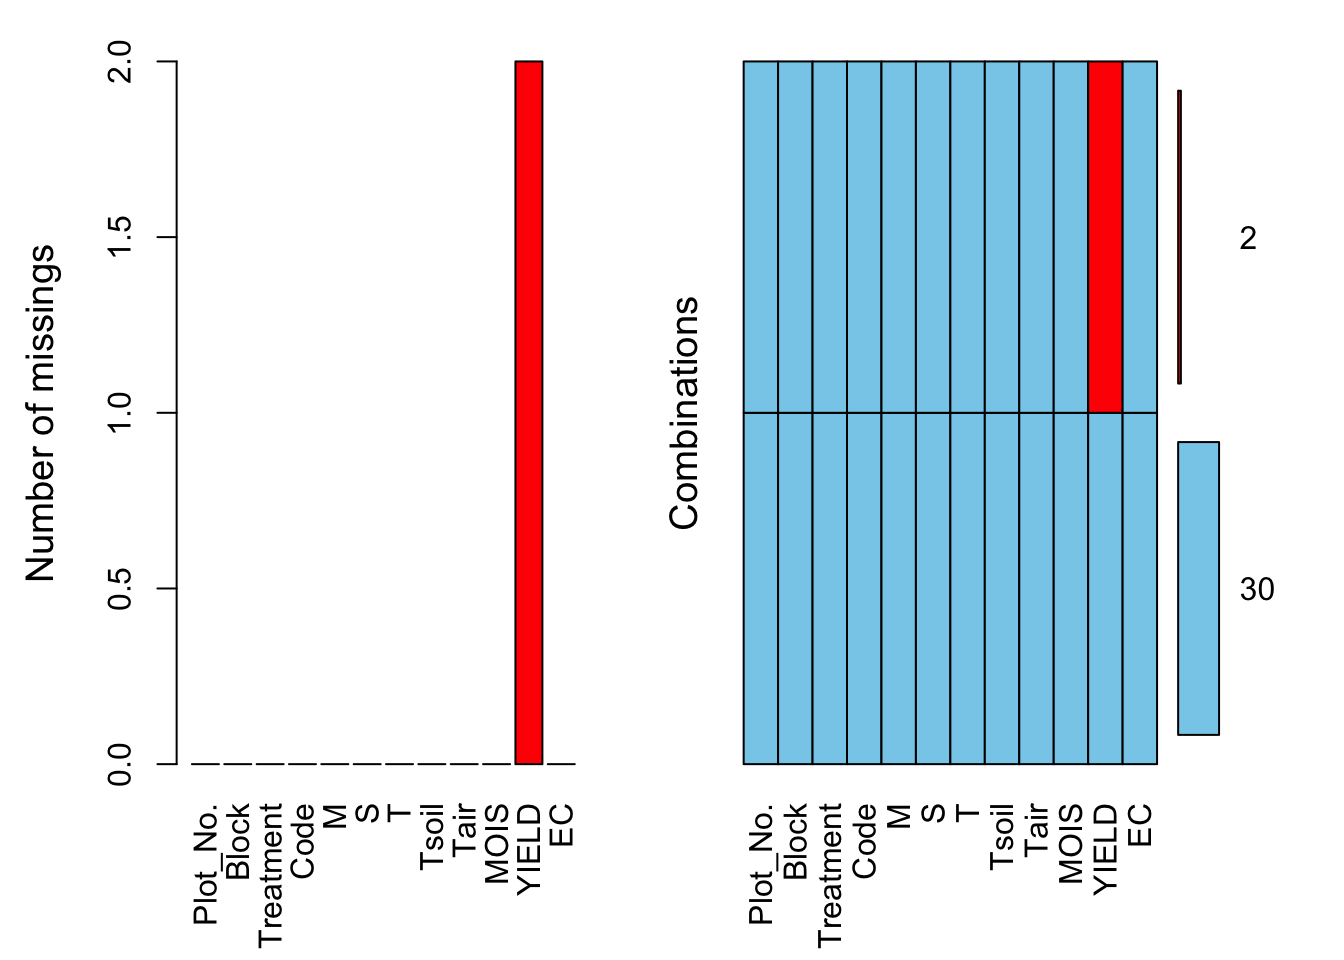 Number of missings
2.0
1.5
1.0
0.5
0.0
Plot_No.
Block
Treatment
Code
M
S
T
Tsoil
Tair
MOIS
YIELD
EC
Combinations
Plot_No.
Block
Treatment
Code
M
S
T
Tsoil
Tair
MOIS
YIELD
EC
2
30